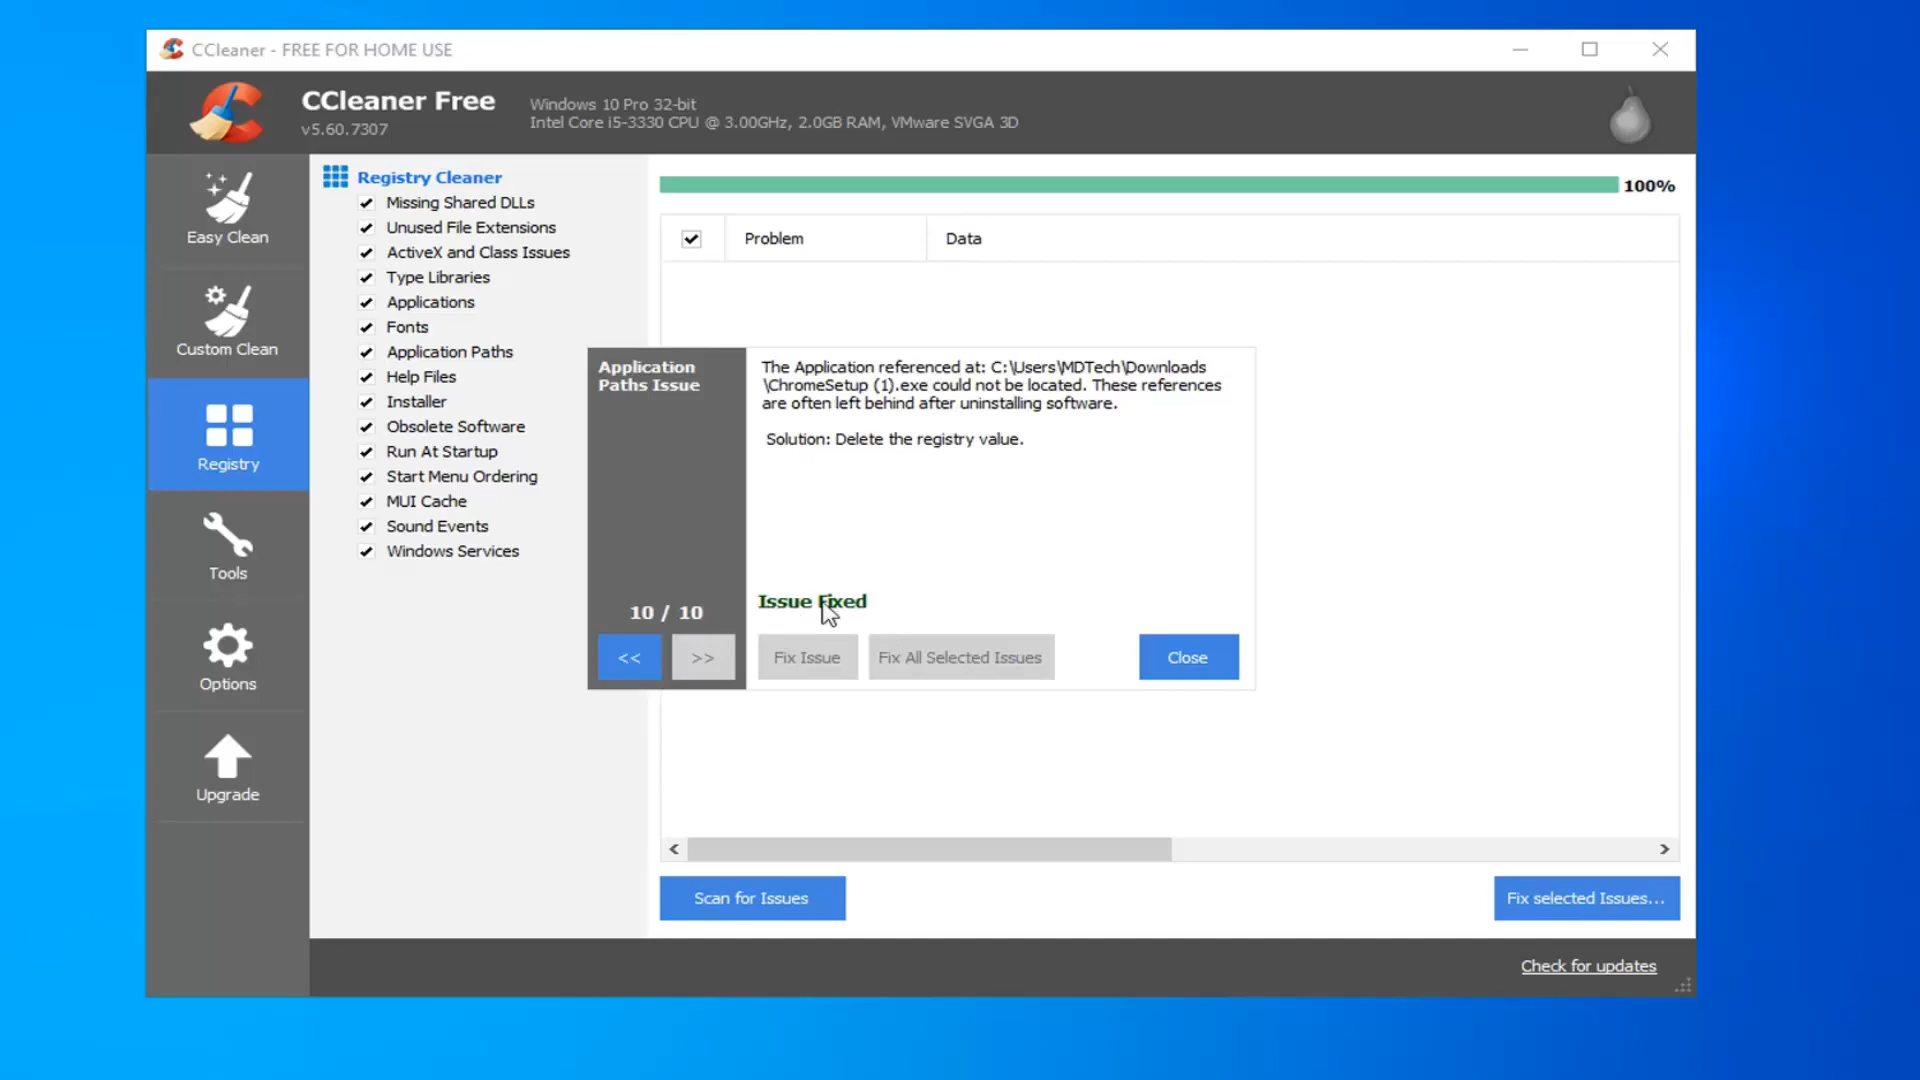 CCleaner - FREE FOR HOME USE
CCleaner Free
v5.60.7307
Windows 10 Pro 32-bit
Intel Core i5-3330 CPU @ 3.00GHz, 2.0GB RAM, VMware SVGA 3D
Easy Clean
Custom Clean
Registry
Tools
Options
Upgrade
Registry Cleaner
Missing Shared DLLs
Unused File Extensions
ActiveX and Class Issues
Type Libraries
Applications
Fonts
Application Paths
Help Files
Installer
Obsolete Software
Run At Startup
Start Menu Ordering
MUI Cache
Sound Events
Windows Services
100%
Problem Data
Application
Paths Issue
10 / 10
<< >>
The Application referenced at: C:\Users\MDTech\Downloads
\ChromeSetup (1).exe could not be located. These references
are often left behind after uninstalling software.
Solution: Delete the registry value.
Issue Fixed
Fix Issue Fix All Selected Issues Close
Scan for Issues Fix selected Issues...
Check for updates